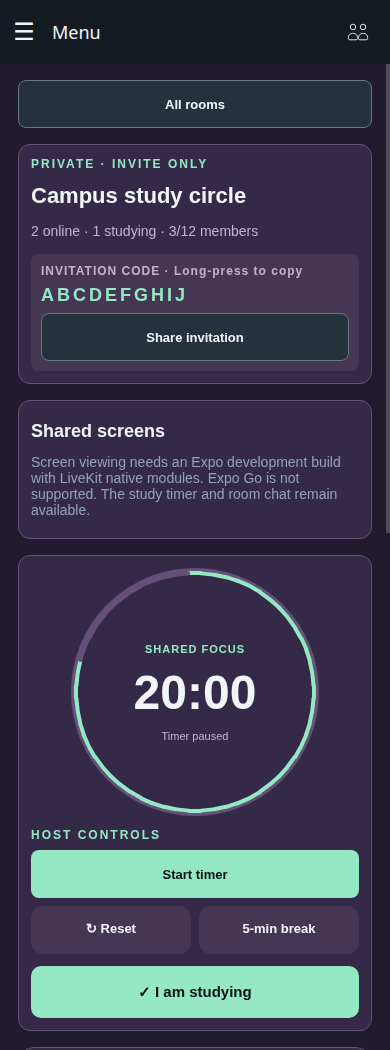 ☰ Menu
All rooms
PRIVATE · INVITE ONLY
Campus study circle
2 online · 1 studying · 3/12 members
INVITATION CODE · Long-press to copy
ABCDEFGHIJ
Share invitation
Shared screens
Screen viewing needs an Expo development build
with LiveKit native modules. Expo Go is not
supported. The study timer and room chat remain
available.
SHARED FOCUS
20:00
Timer paused
HOST CONTROLS
Start timer
↻ Reset
5-min break
✓ I am studying